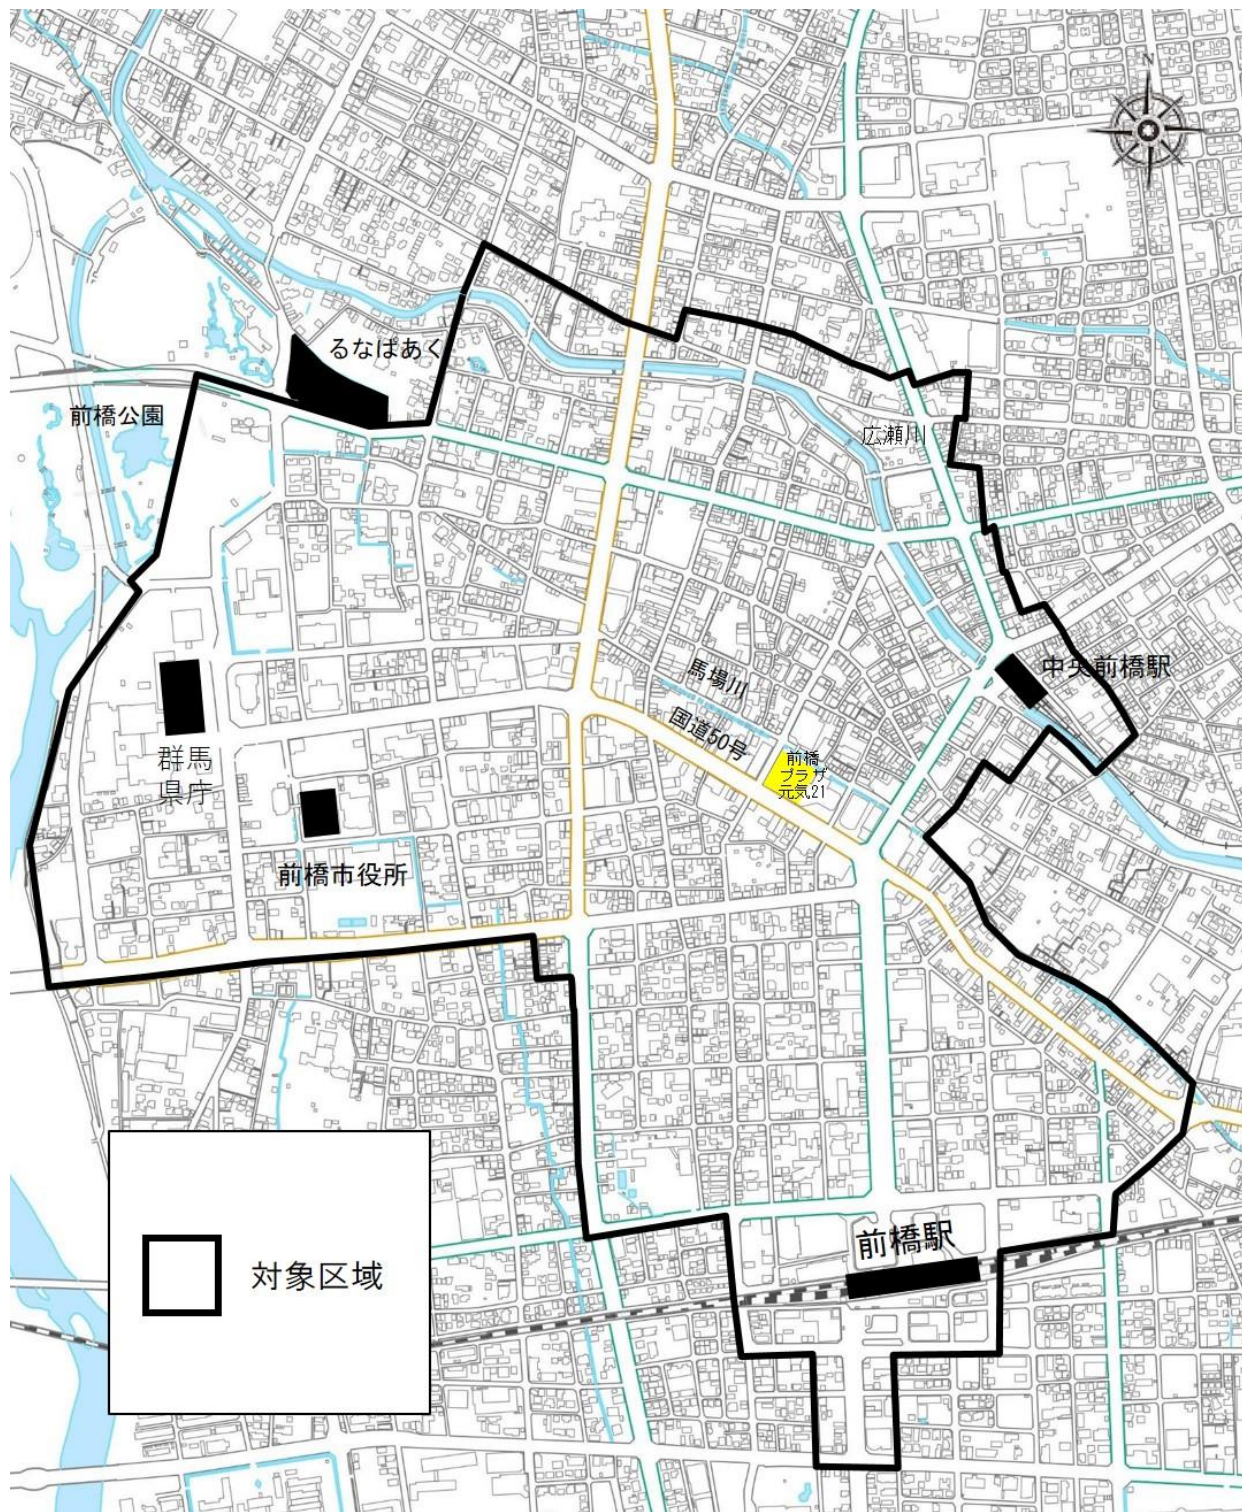 N
るなぱあく
前橋公園
広瀬川
中央前橋駅
馬場川
国道50号
前橋
プラザ
元気21
群馬
県庁
前橋市役所
前橋駅
対象区域